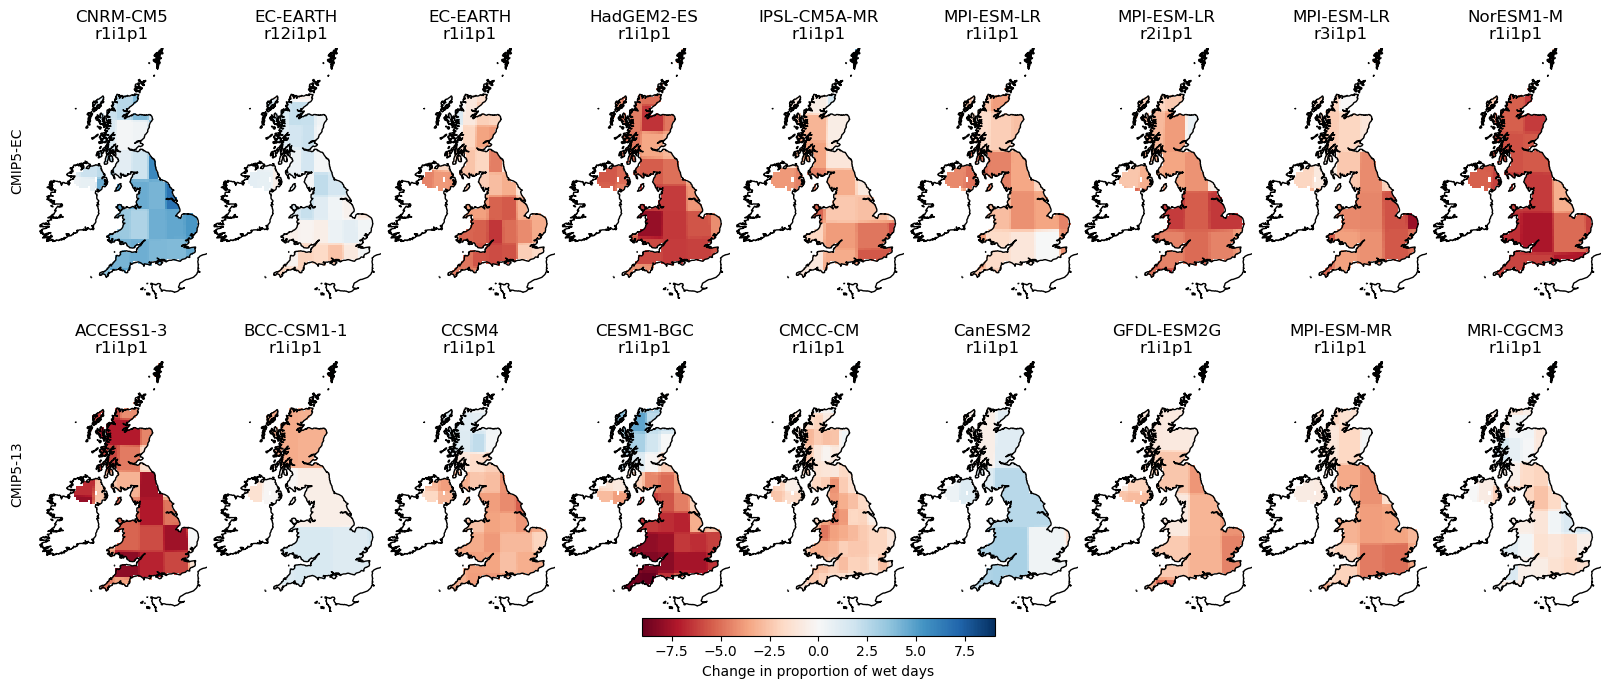 CNRM-CM5
r1i1p1
EC-EARTH
r12i1p1
EC-EARTH
r1i1p1
HadGEM2-ES
r1i1p1
IPSL-CM5A-MR
r1i1p1
MPI-ESM-LR
r1i1p1
MPI-ESM-LR
r2i1p1
MPI-ESM-LR
r3i1p1
NorESM1-M
r1i1p1
CMIP5-EC
ACCESS1-3
r1i1p1
BCC-CSM1-1
r1i1p1
CCSM4
r1i1p1
CESM1-BGC
r1i1p1
CMCC-CM
r1i1p1
CanESM2
r1i1p1
GFDL-ESM2G
r1i1p1
MPI-ESM-MR
r1i1p1
MRI-CGCM3
r1i1p1
CMIP5-13
−7.5 −5.0 −2.5 0.0 2.5 5.0 7.5
Change in proportion of wet days